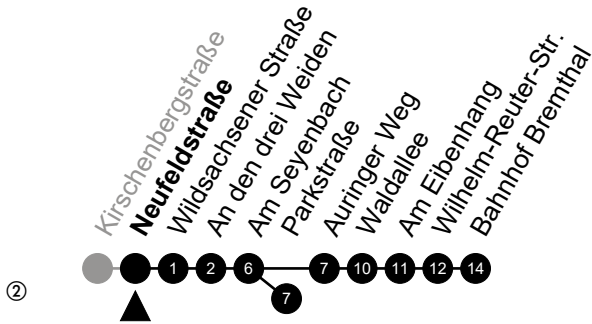 Kirschenbergstraße
Neufeldstraße
Wildsachsener Straße
An den drei Weiden
Am Seyenbach
Parkstraße
Auringer Weg
Waldallee
Am Eibenhang
Wilhelm-Reuter-Str.
Bahnhof Bremthal
1 2 6 7 10 11 12 14
7
②